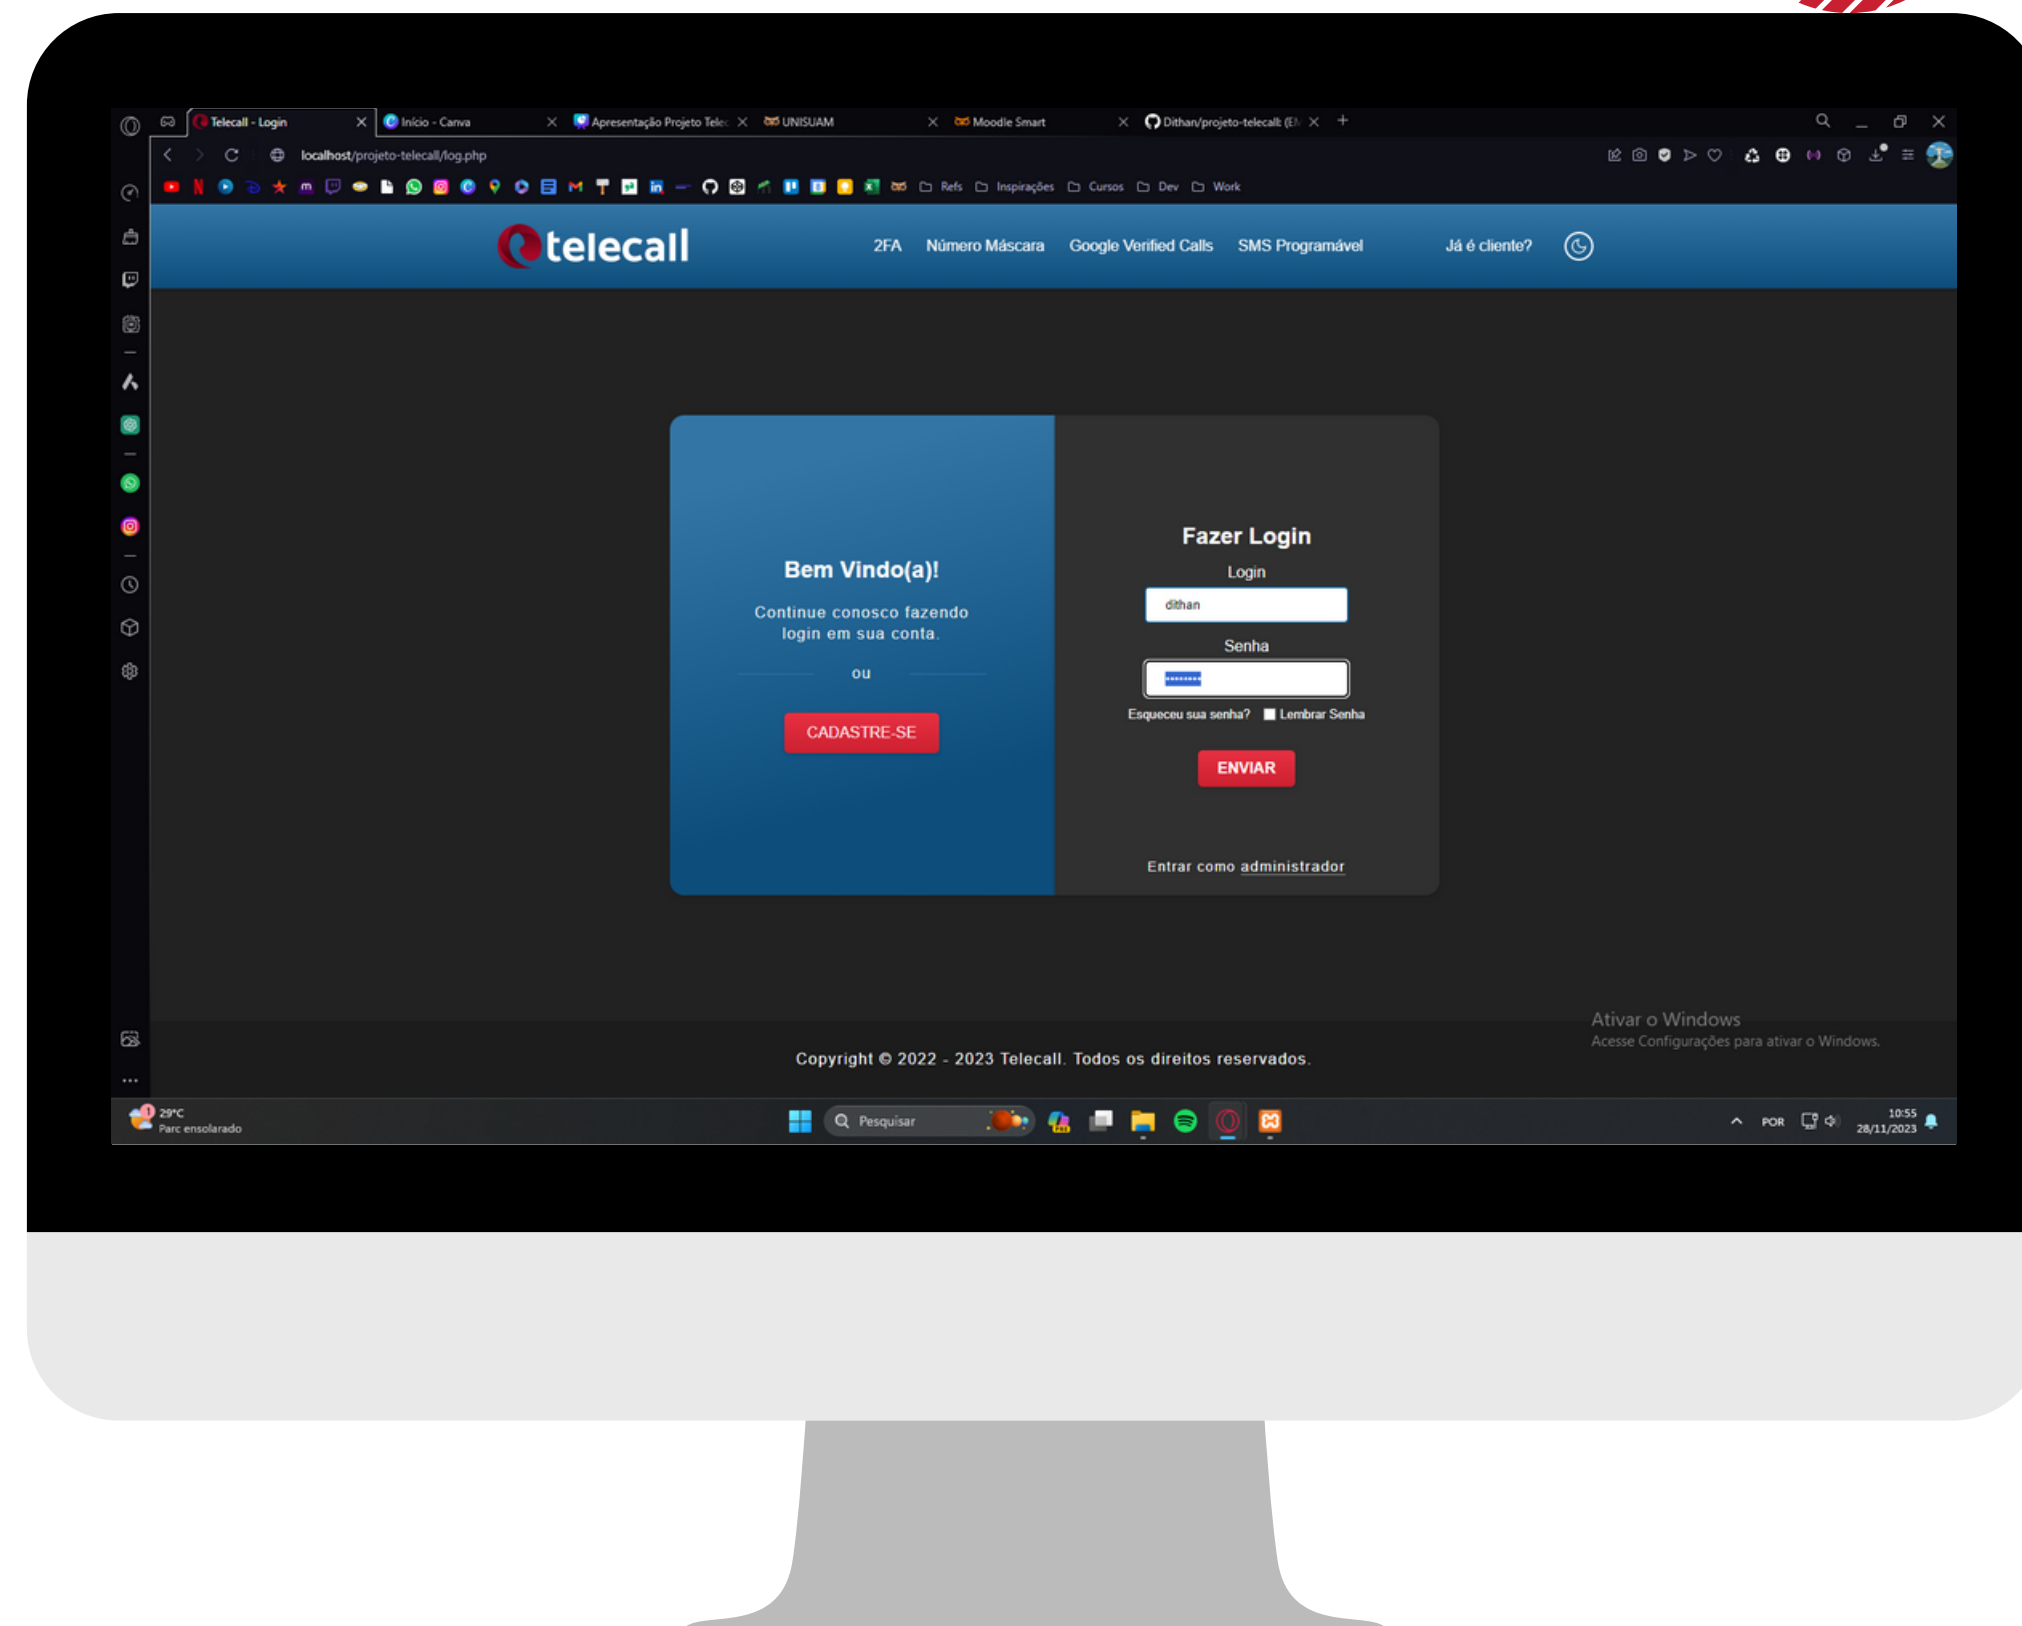 Telecall - Login
Início - Canva
Apresentação Projeto Telec
UNISUAM
Moodle Smart
Dithan/projeto-telecall: (EN
localhost/projeto-telecall/log.php
Refs
Inspirações
Cursos
Dev
Work
telecall
2FA
Número Máscara
Google Verified Calls
SMS Programável
Já é cliente?
Bem Vindo(a)!
Continue conosco fazendo
login em sua conta.
ou
CADASTRE-SE
Fazer Login
Login
dithan
Senha
Esqueceu sua senha?
Lembrar Senha
ENVIAR
Entrar como administrador
Ativar o Windows
Acesse Configurações para ativar o Windows.
Copyright © 2022 - 2023 Telecall. Todos os direitos reservados.
1
29°C
Parc ensolarado
Pesquisar
PRE
POR
10:55
28/11/2023